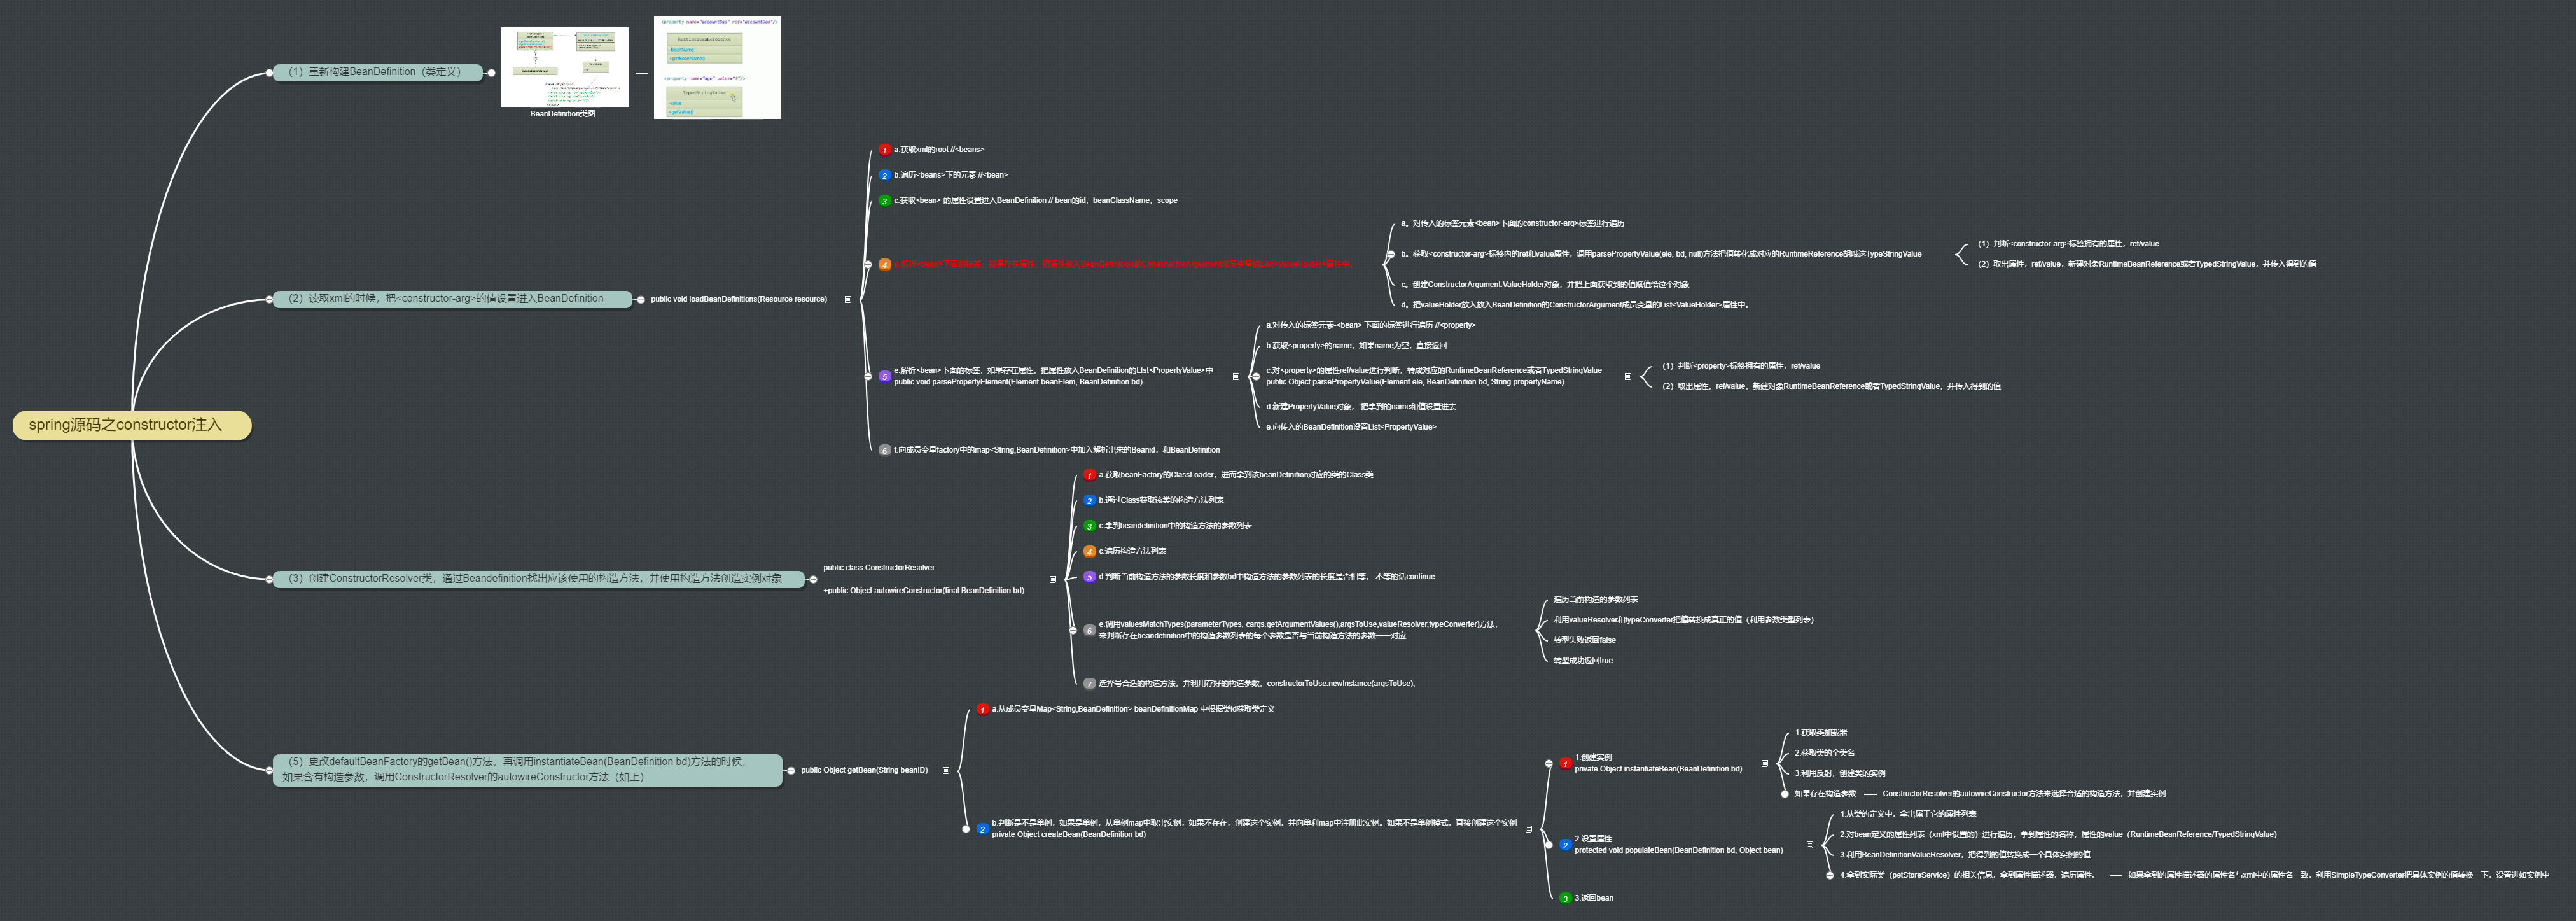 spring源码之constructor注入
（1）重新构建BeanDefinition（类定义）
BeanDefinition类图
<property name="accountDao" ref="accountDao"/>
RuntimeBeanReference
-beanName
+getBeanName()
<property name="age" value="3"/>
TypedStringValue
-value
+getValue()
（2）读取xml的时候，把<constructor-arg>的值设置进入BeanDefinition
public void loadBeanDefinitions(Resource resource)
1 a.获取xml的root //<beans>
2 b.遍历<beans>下的元素 //<bean>
3 c.获取<bean> 的属性设置进入BeanDefinition // bean的id，beanClassName，scope
4 d.解析<bean>下面的标签，如果存在属性，把属性放入BeanDefinition的ConstructorArgument成员变量的List<ValueHolder>属性中。
a。对传入的标签元素<bean>下面的constructor-arg>标签进行遍历
b。获取<constructor-arg>标签内的ref和value属性，调用parsePropertyValue(ele, bd, null)方法把值转化成对应的RuntimeReference胡喊这TypeStringValue
（1）判断<constructor-arg>标签拥有的属性，ref/value
（2）取出属性，ref/value，新建对象RuntimeBeanReference或者TypedStringValue，并传入得到的值
c。创建ConstructorArgument.ValueHolder对象，并把上面获取到的值赋值给这个对象
d。把valueHolder放入放入BeanDefinition的ConstructorArgument成员变量的List<ValueHolder>属性中。
5 e.解析<bean>下面的标签，如果存在属性，把属性放入BeanDefinition的LIst<PropertyValue>中
public void parsePropertyElement(Element beanElem, BeanDefinition bd)
a.对传入的标签元素-<bean> 下面的标签进行遍历 //<property>
b.获取<property>的name，如果name为空，直接返回
c.对<property>的属性ref/value进行判断，转成对应的RuntimeBeanReference或者TypedStringValue
public Object parsePropertyValue(Element ele, BeanDefinition bd, String propertyName)
（1）判断<property>标签拥有的属性，ref/value
（2）取出属性，ref/value，新建对象RuntimeBeanReference或者TypedStringValue，并传入得到的值
d.新建PropertyValue对象， 把拿到的name和值设置进去
e.向传入的BeanDefinition设置List<PropertyValue>
6 f.向成员变量factory中的map<String,BeanDefinition>中加入解析出来的Beanid，和BeanDefinition
（3）创建ConstructorResolver类，通过Beandefinition找出应该使用的构造方法，并使用构造方法创造实例对象
public class ConstructorResolver
+public Object autowireConstructor(final BeanDefinition bd)
1 a.获取beanFactory的ClassLoader，进而拿到该beanDefinition对应的类的Class类
2 b.通过Class获取该类的构造方法列表
3 c.拿到beandefinition中的构造方法的参数列表
4 c.遍历构造方法列表
5 d.判断当前构造方法的参数长度和参数bd中构造方法的参数列表的长度是否相等， 不等的话continue
6 e.调用valuesMatchTypes(parameterTypes, cargs.getArgumentValues(),argsToUse,valueResolver,typeConverter)方法，
来判断存在beandefinition中的构造参数列表的每个参数是否与当前构造方法的参数一一对应
遍历当前构造的参数列表
利用valueResolver和typeConverter把值转换成真正的值（利用参数类型列表）
转型失败返回false
转型成功返回true
7 选择号合适的构造方法，并利用存好的构造参数，constructorToUse.newInstance(argsToUse);
（5）更改defaultBeanFactory的getBean()方法，再调用instantiateBean(BeanDefinition bd)方法的时候，
如果含有构造参数，调用ConstructorResolver的autowireConstructor方法（如上）
public Object getBean(String beanID)
1 a.从成员变量Map<String,BeanDefinition> beanDefinitionMap 中根据类id获取类定义
2 b.判断是不是单例，如果是单例，从单例map中取出实例，如果不存在，创建这个实例，并向单利map中注册此实例。如果不是单例模式，直接创建这个实例
private Object createBean(BeanDefinition bd)
1 1.创建实例
private Object instantiateBean(BeanDefinition bd)
1.获取类加载器
2.获取类的全类名
3.利用反射，创建类的实例
如果存在构造参数
ConstructorResolver的autowireConstructor方法来选择合适的构造方法，并创建实例
2 2.设置属性
protected void populateBean(BeanDefinition bd, Object bean)
1.从类的定义中，拿出属于它的属性列表
2.对bean定义的属性列表（xml中设置的）进行遍历，拿到属性的名称，属性的value（RuntimeBeanReference/TypedStringValue）
3.利用BeanDefinitionValueResolver，把得到的值转换成一个具体实例的值
4.拿到实际类（petStoreService）的相关信息，拿到属性描述器，遍历属性。
如果拿到的属性描述器的属性名与xml中的属性名一致，利用SimpleTypeConverter把具体实例的值转换一下，设置进如实例中
3 3.返回bean